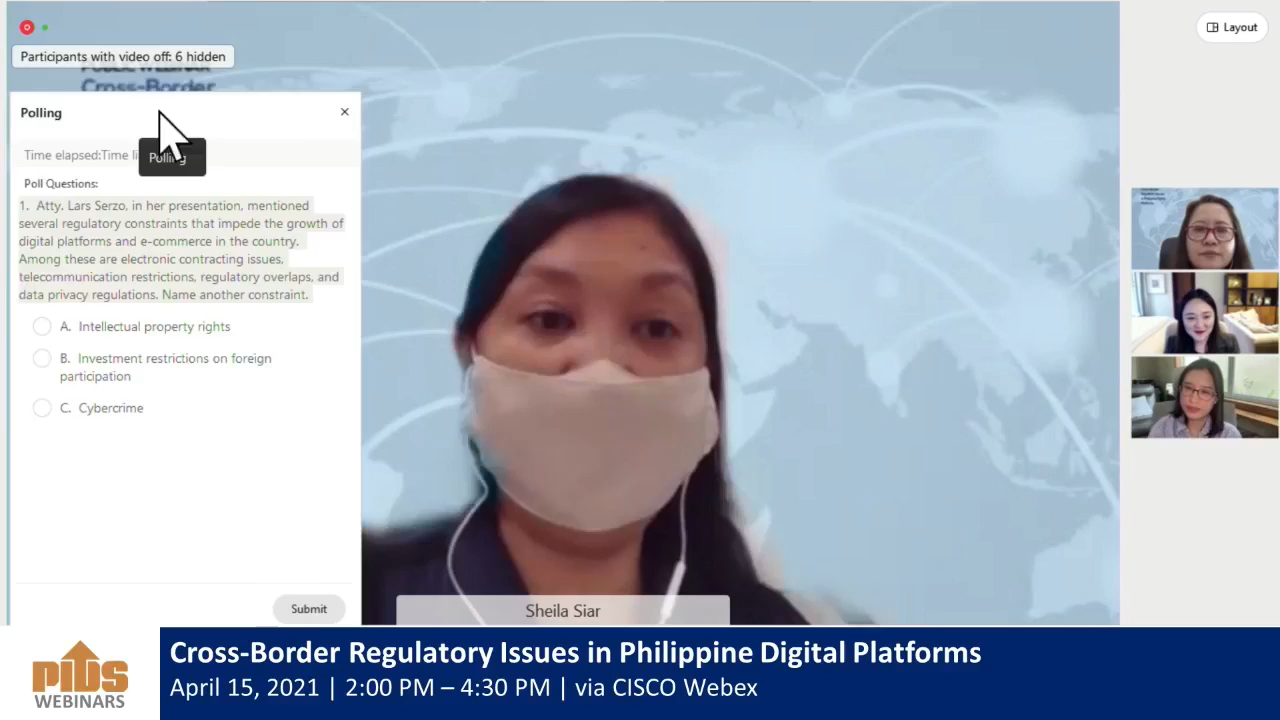 Participants with video off: 6 hidden
Layout
Cross-Border
Polling
Time elapsed:Time li
Polling
Poll Questions:
1. Atty. Lars Serzo, in her presentation, mentioned
several regulatory constraints that impede the growth of
digital platforms and e-commerce in the country.
Among these are electronic contracting issues,
telecommunication restrictions, regulatory overlaps, and
data privacy regulations. Name another constraint.
A. Intellectual property rights
B. Investment restrictions on foreign
participation
C. Cybercrime
Submit
Sheila Siar
PIDS
WEBINARS
Cross-Border Regulatory Issues in Philippine Digital Platforms
April 15, 2021 | 2:00 PM – 4:30 PM | via CISCO Webex